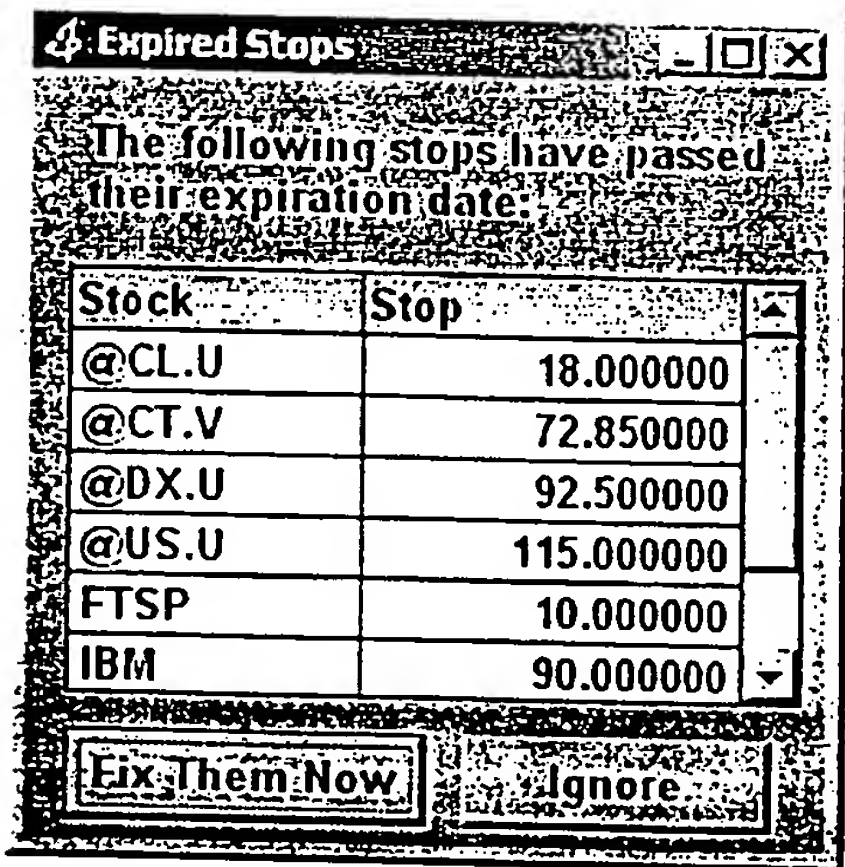 Expired Stops
The following stops have passed
their expiration date:
Stock Stop
@CL.U 18.000000
@CT.V 72.850000
@DX.U 92.500000
@US.U 115.000000
FTSP 10.000000
IBM 90.000000
Fix Them Now Ignore